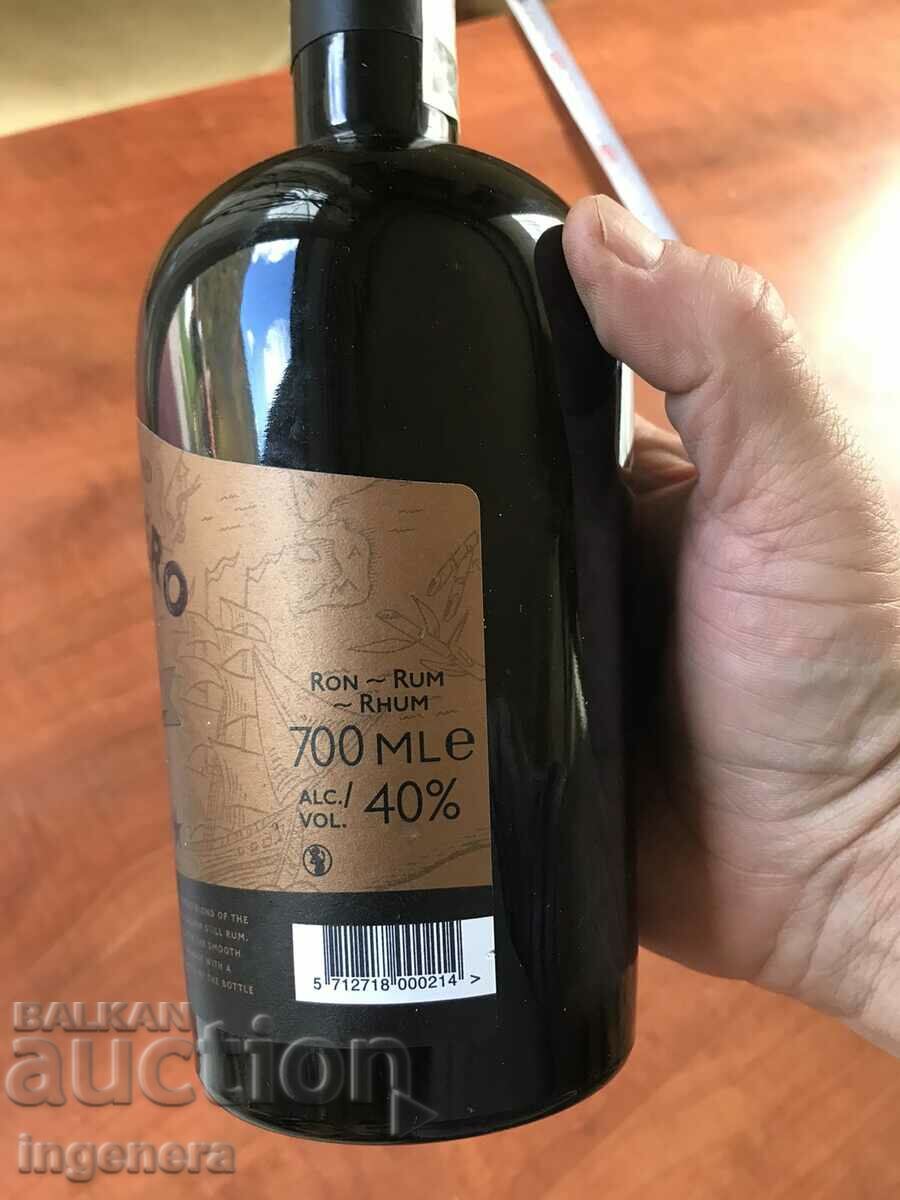 RO
RON ~ RUM
~ RHUM
700 ML e
ALC./
VOL. 40%
OF THE
STILL RUM,
SMOOTH
WITH A
THE BOTTLE
5 712718 000214 >
BALKAN
auction
ingenera